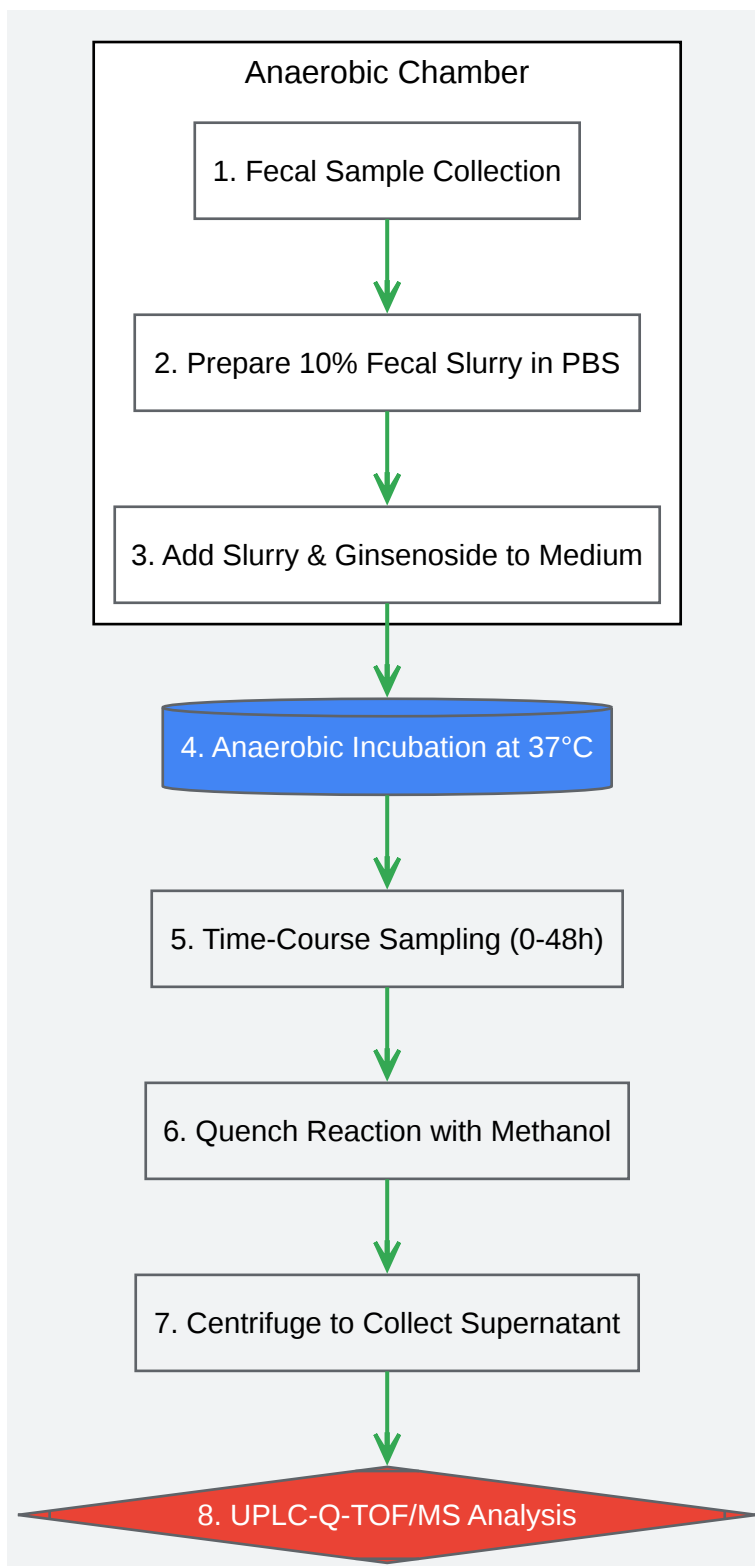 Anaerobic Chamber
1. Fecal Sample Collection
2. Prepare 10% Fecal Slurry in PBS
3. Add Slurry & Ginsenoside to Medium
4. Anaerobic Incubation at 37°C
5. Time-Course Sampling (0-48h)
6. Quench Reaction with Methanol
7. Centrifuge to Collect Supernatant
8. UPLC-Q-TOF/MS Analysis